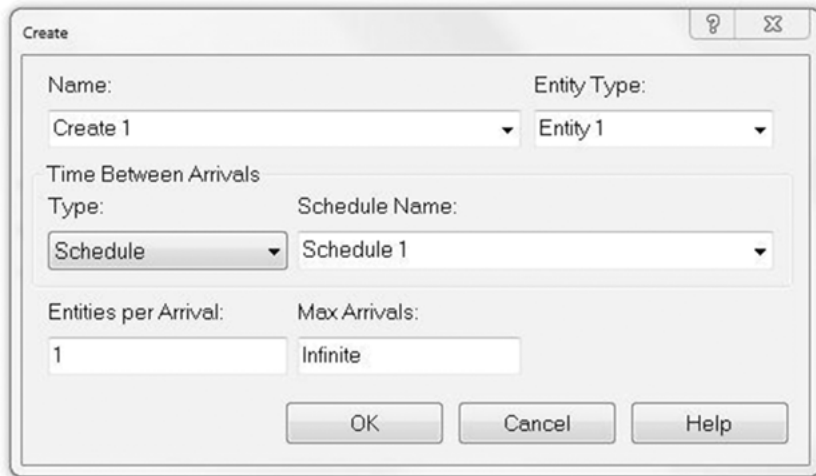 Create
Name: Entity Type:
Create 1 Entity 1
Time Between Arrivals
Type: Schedule Name:
Schedule Schedule 1
Entities per Arrival: Max Arrivals:
1 Infinite
OK Cancel Help